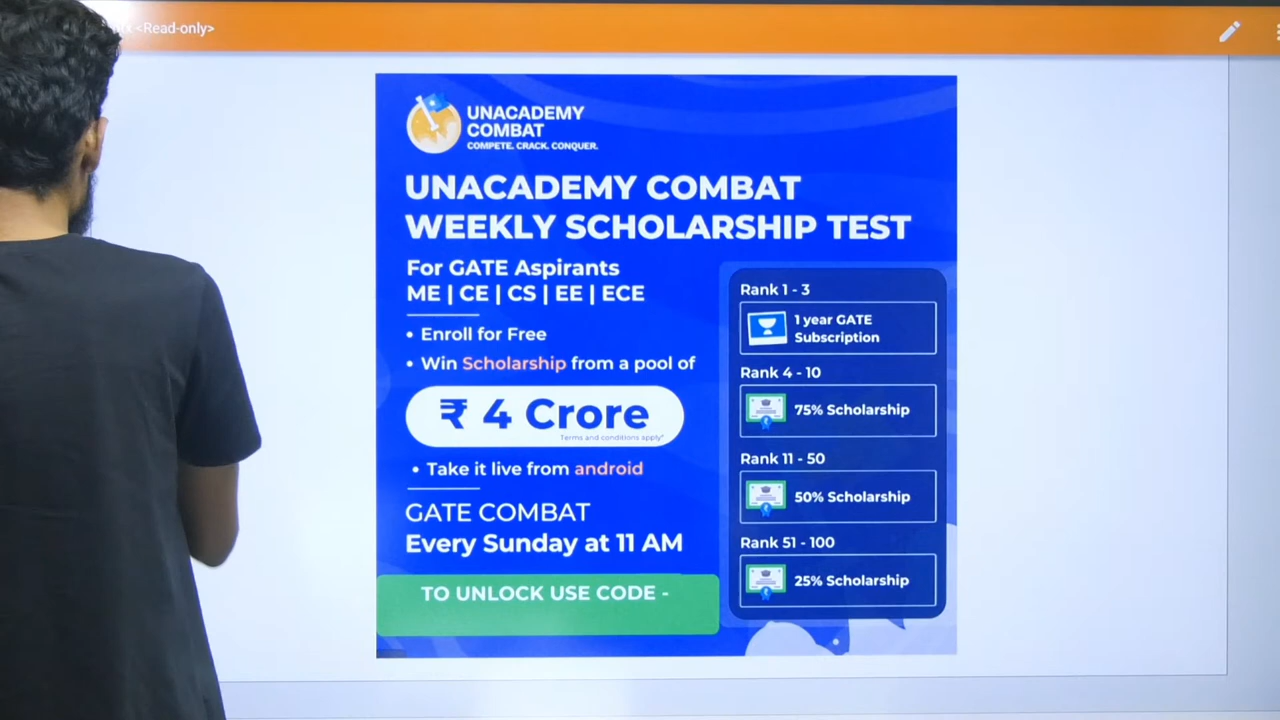 <Read-only>
UNACADEMY
COMBAT
COMPETE. CRACK. CONQUER.
UNACADEMY COMBAT
WEEKLY SCHOLARSHIP TEST
For GATE Aspirants
ME | CE | CS | EE | ECE
• Enroll for Free
• Win Scholarship from a pool of
₹ 4 Crore
Terms and conditions apply*
• Take it live from android
GATE COMBAT
Every Sunday at 11 AM
TO UNLOCK USE CODE -
Rank 1 - 3
1 year GATE
Subscription
Rank 4 - 10
75% Scholarship
Rank 11 - 50
50% Scholarship
Rank 51 - 100
25% Scholarship